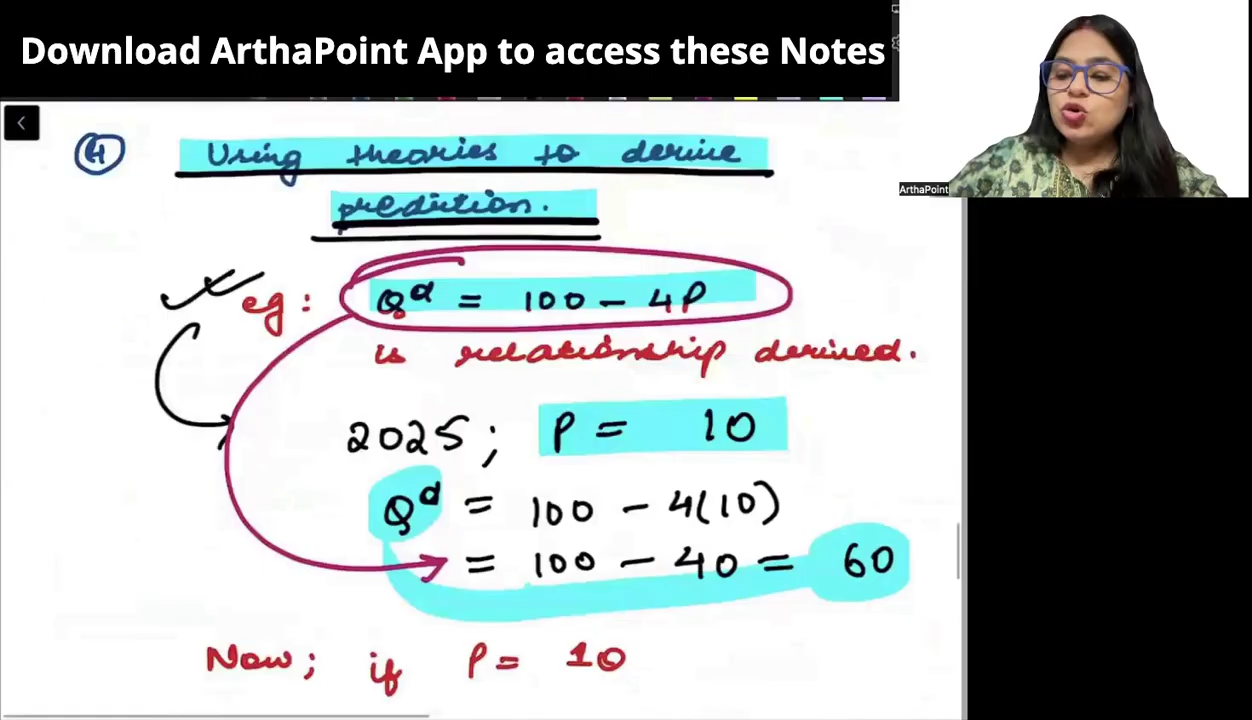 Download ArthaPoint App to access these Notes
ArthaPoint
4 Using theories to derive
prediction.
eg: Qd = 100 - 4P
is relationship derived.
2025; P = 10
Qd = 100 - 4(10)
= 100 - 40 = 60
Now; if P = 10